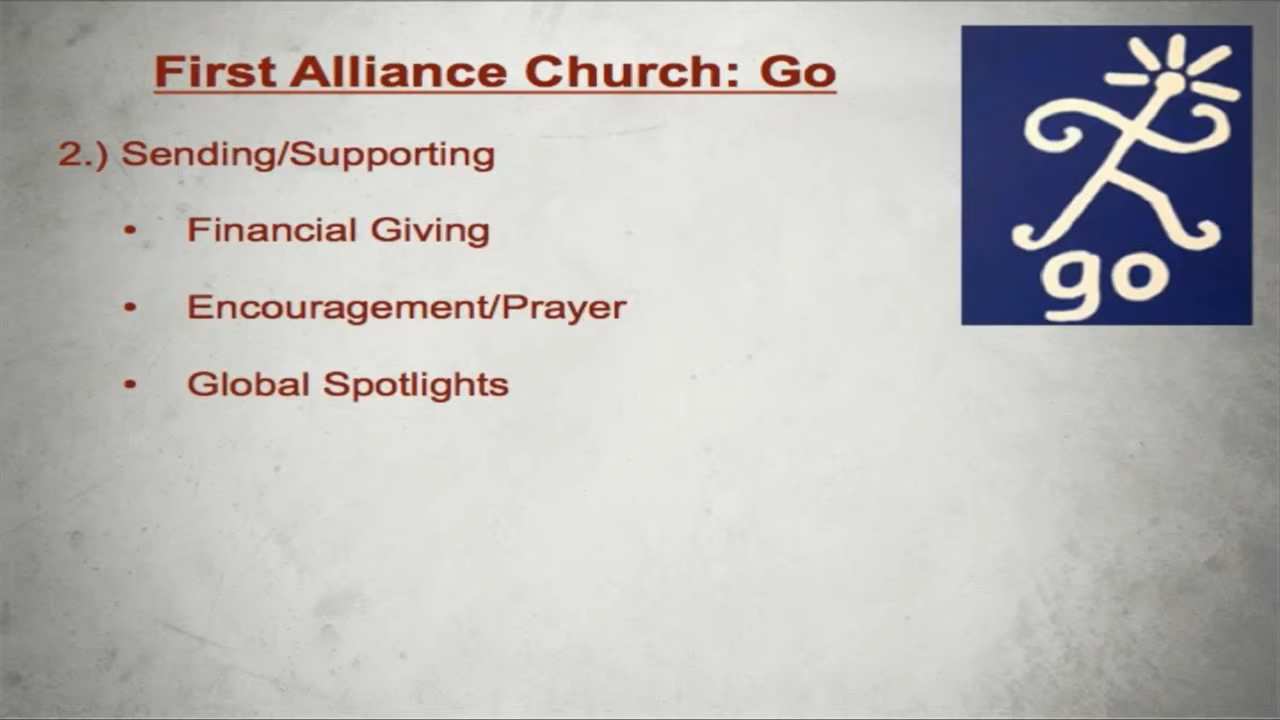 First Alliance Church: Go
2.) Sending/Supporting
• Financial Giving
• Encouragement/Prayer
• Global Spotlights
go